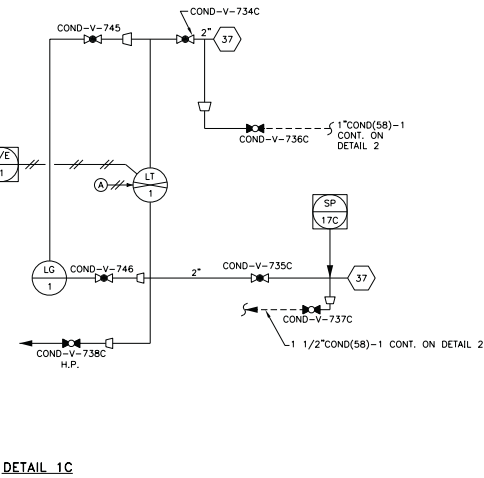 COND-V-734C
COND-V-745
2"
37
1"COND(58)-1
CONT. ON
DETAIL 2
COND-V-736C
/E
1
LT
1
A
SP
17C
LG
1
COND-V-746
2"
COND-V-735C
37
COND-V-737C
1 1/2"COND(58)-1 CONT. ON DETAIL 2
COND-V-738C
H.P.
DETAIL 1C